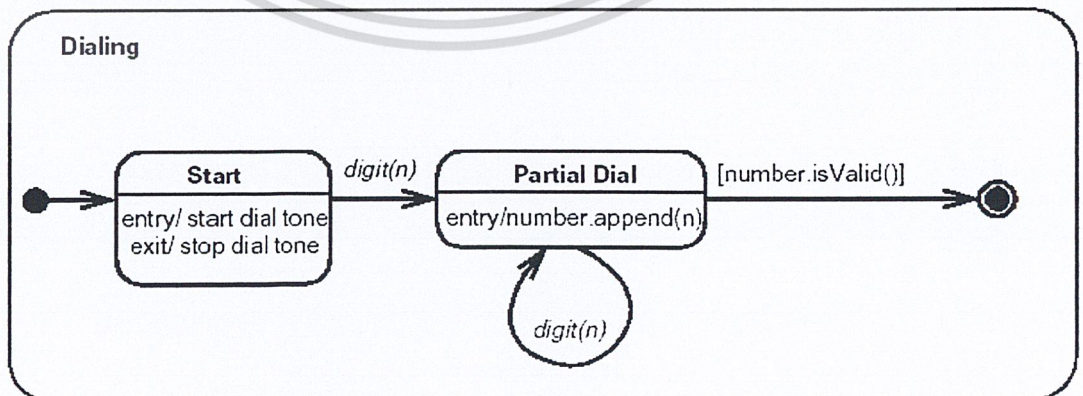 Dialing
Start
entry/ start dial tone
exit/ stop dial tone
digit(n)
Partial Dial
entry/number.append(n)
digit(n)
[number.isValid()]